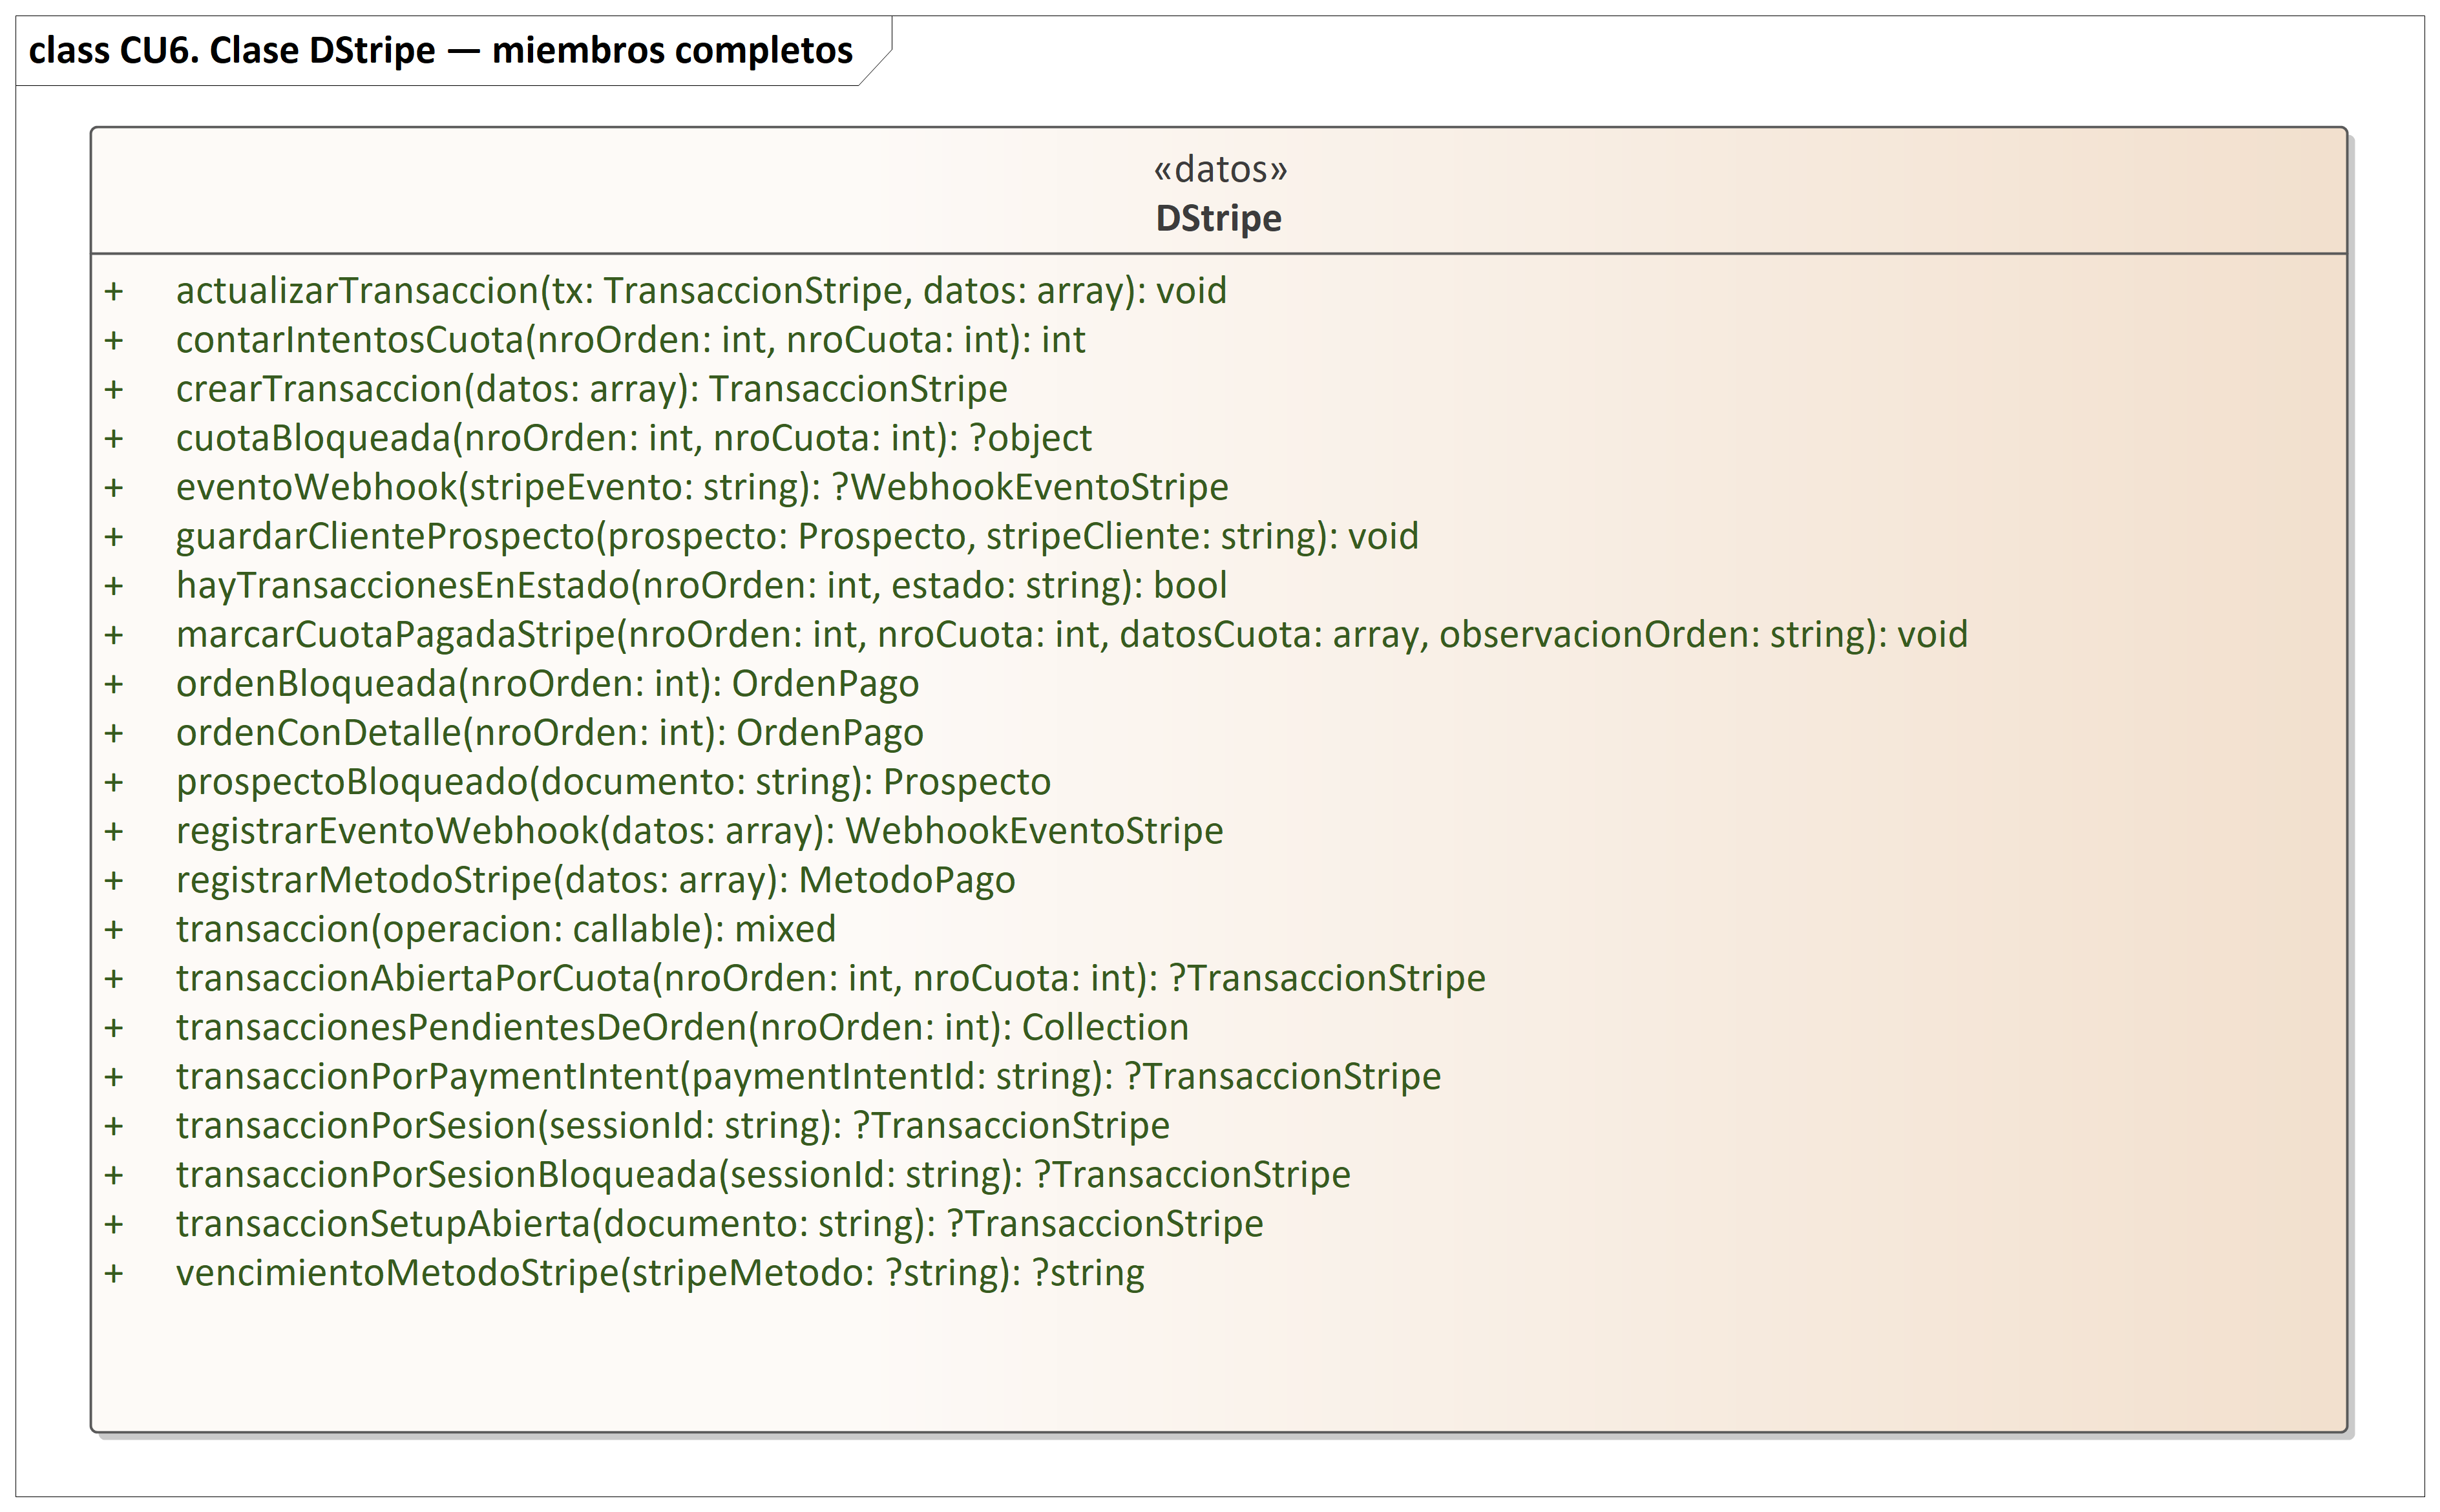 class CU6. Clase DStripe — miembros completos
«datos»
DStripe
+ actualizarTransaccion(tx: TransaccionStripe, datos: array): void
+ contarIntentosCuota(nroOrden: int, nroCuota: int): int
+ crearTransaccion(datos: array): TransaccionStripe
+ cuotaBloqueada(nroOrden: int, nroCuota: int): ?object
+ eventoWebhook(stripeEvento: string): ?WebhookEventoStripe
+ guardarClienteProspecto(prospecto: Prospecto, stripeCliente: string): void
+ hayTransaccionesEnEstado(nroOrden: int, estado: string): bool
+ marcarCuotaPagadaStripe(nroOrden: int, nroCuota: int, datosCuota: array, observacionOrden: string): void
+ ordenBloqueada(nroOrden: int): OrdenPago
+ ordenConDetalle(nroOrden: int): OrdenPago
+ prospectoBloqueado(documento: string): Prospecto
+ registrarEventoWebhook(datos: array): WebhookEventoStripe
+ registrarMetodoStripe(datos: array): MetodoPago
+ transaccion(operacion: callable): mixed
+ transaccionAbiertaPorCuota(nroOrden: int, nroCuota: int): ?TransaccionStripe
+ transaccionesPendientesDeOrden(nroOrden: int): Collection
+ transaccionPorPaymentIntent(paymentIntentId: string): ?TransaccionStripe
+ transaccionPorSesion(sessionId: string): ?TransaccionStripe
+ transaccionPorSesionBloqueada(sessionId: string): ?TransaccionStripe
+ transaccionSetupAbierta(documento: string): ?TransaccionStripe
+ vencimientoMetodoStripe(stripeMetodo: ?string): ?string